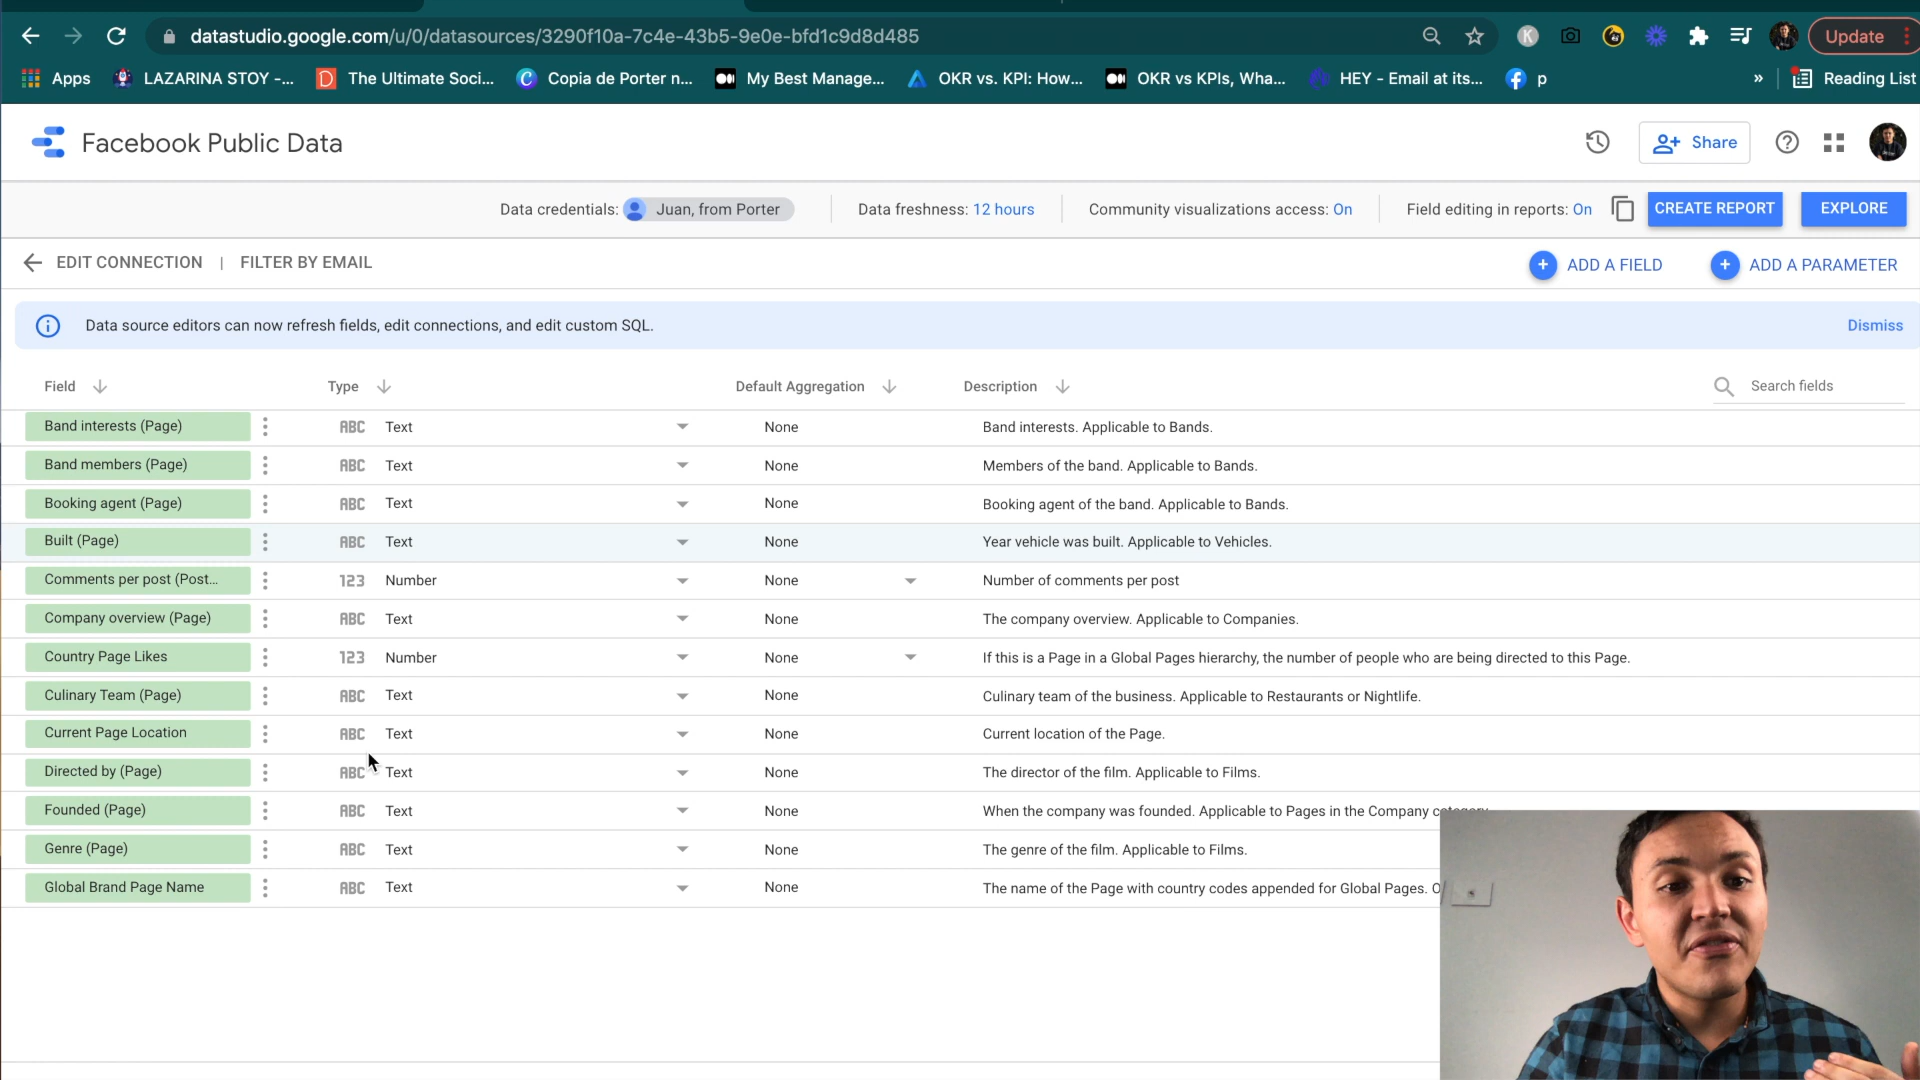 datastudio.google.com/u/0/datasources/3290f10a-7c4e-43b5-9e0e-bfd1c9d8d485
K
Update
Apps
LAZARINA STOY -...
The Ultimate Soci...
Copia de Porter n...
My Best Manage...
OKR vs. KPI: How...
OKR vs KPIs, Wha...
HEY - Email at its...
p
»
Reading List
Facebook Public Data
Share
Data credentials: Juan, from Porter
Data freshness: 12 hours
Community visualizations access: On
Field editing in reports: On
CREATE REPORT
EXPLORE
EDIT CONNECTION | FILTER BY EMAIL
ADD A FIELD
ADD A PARAMETER
Data source editors can now refresh fields, edit connections, and edit custom SQL.
Dismiss
Field Type Default Aggregation Description Search fields
Band interests (Page) ABC Text None Band interests. Applicable to Bands.
Band members (Page) ABC Text None Members of the band. Applicable to Bands.
Booking agent (Page) ABC Text None Booking agent of the band. Applicable to Bands.
Built (Page) ABC Text None Year vehicle was built. Applicable to Vehicles.
Comments per post (Post... 123 Number None Number of comments per post
Company overview (Page) ABC Text None The company overview. Applicable to Companies.
Country Page Likes 123 Number None If this is a Page in a Global Pages hierarchy, the number of people who are being directed to this Page.
Culinary Team (Page) ABC Text None Culinary team of the business. Applicable to Restaurants or Nightlife.
Current Page Location ABC Text None Current location of the Page.
Directed by (Page) ABC Text None The director of the film. Applicable to Films.
Founded (Page) ABC Text None When the company was founded. Applicable to Pages in the Company category.
Genre (Page) ABC Text None The genre of the film. Applicable to Films.
Global Brand Page Name ABC Text None The name of the Page with country codes appended for Global Pages. O